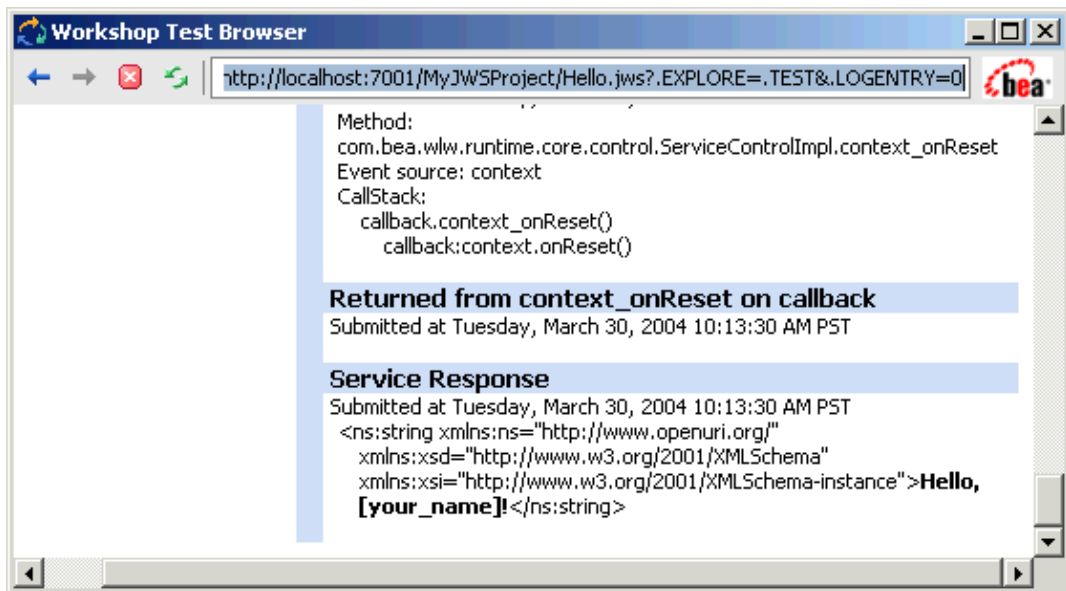 Workshop Test Browser
http://localhost:7001/MyJWSProject/Hello.jws?.EXPLORE=.TEST&.LOGENTRY=0
bea
Method:
com.bea.wlw.runtime.core.control.ServiceControlImpl.context_onReset
Event source: context
CallStack:
callback.context_onReset()
callback:context.onReset()
Returned from context_onReset on callback
Submitted at Tuesday, March 30, 2004 10:13:30 AM PST
Service Response
Submitted at Tuesday, March 30, 2004 10:13:30 AM PST
<ns:string xmlns:ns="http://www.openuri.org/"
xmlns:xsd="http://www.w3.org/2001/XMLSchema"
xmlns:xsi="http://www.w3.org/2001/XMLSchema-instance">Hello,
[your_name]!</ns:string>